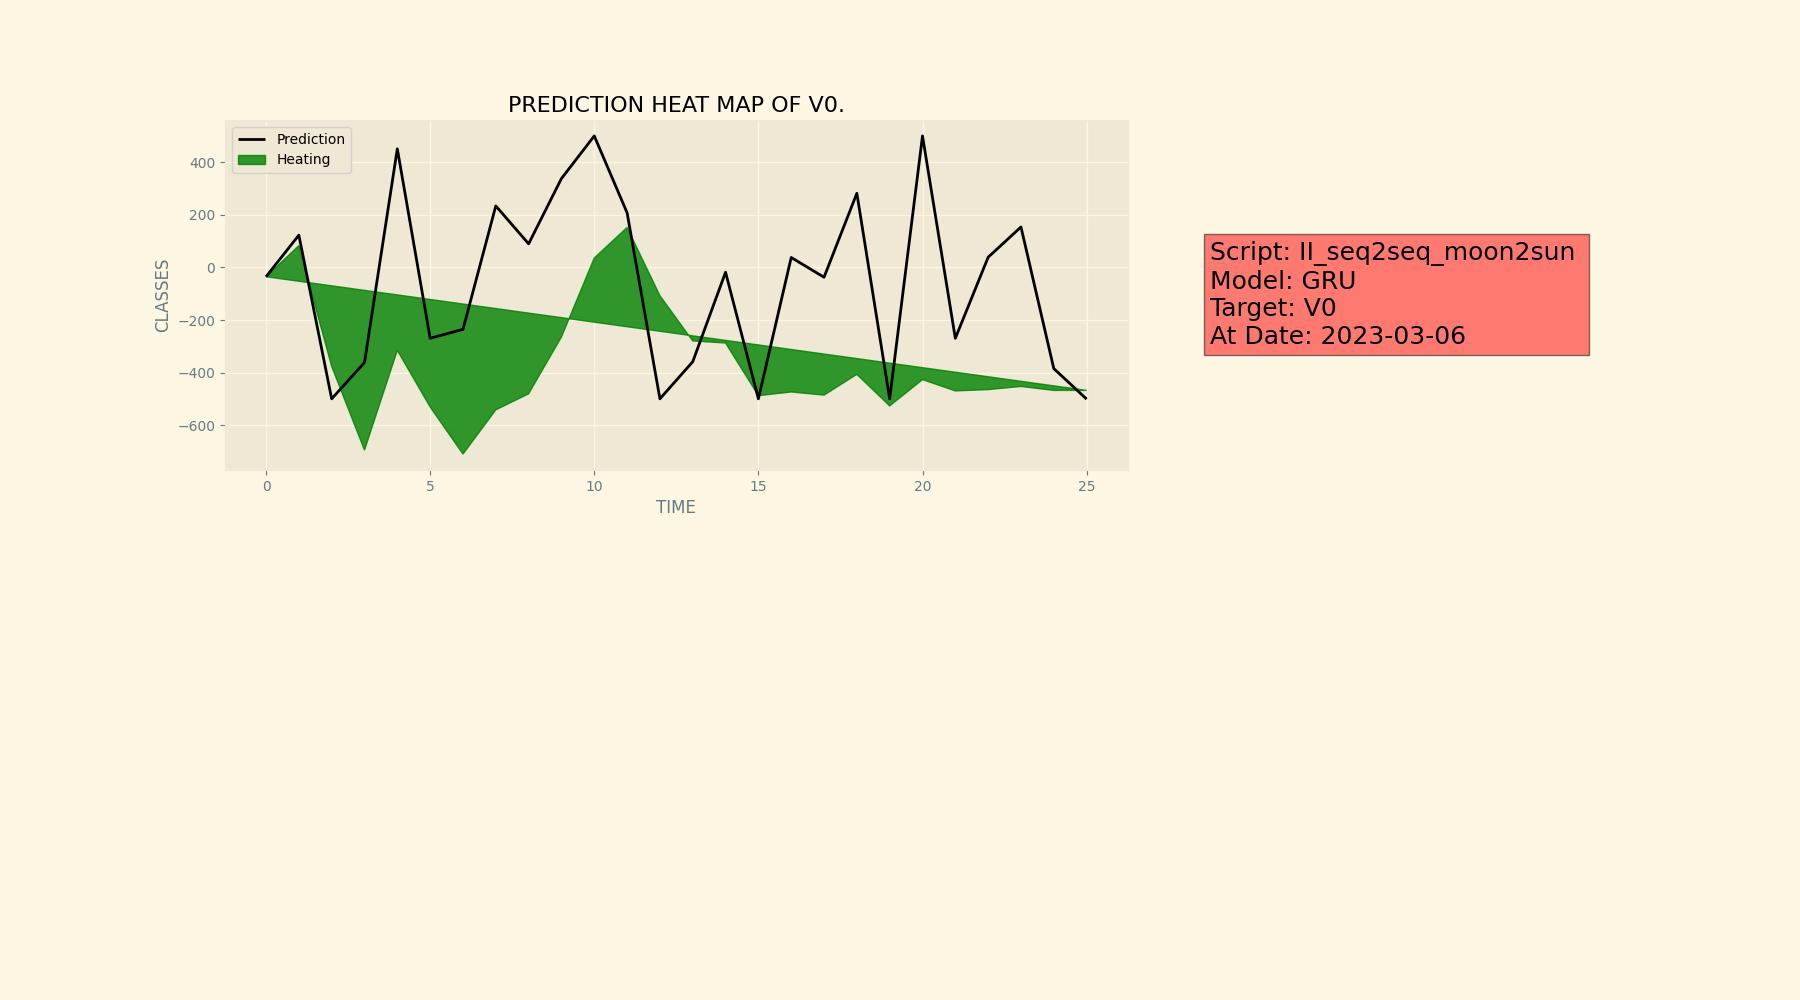 PREDICTION HEAT MAP OF V0.
Prediction
Heating
400
200
0
−200
−400
−600
CLASSES
0 5 10 15 20 25
TIME
Script: II_seq2seq_moon2sun
Model: GRU
Target: V0
At Date: 2023-03-06